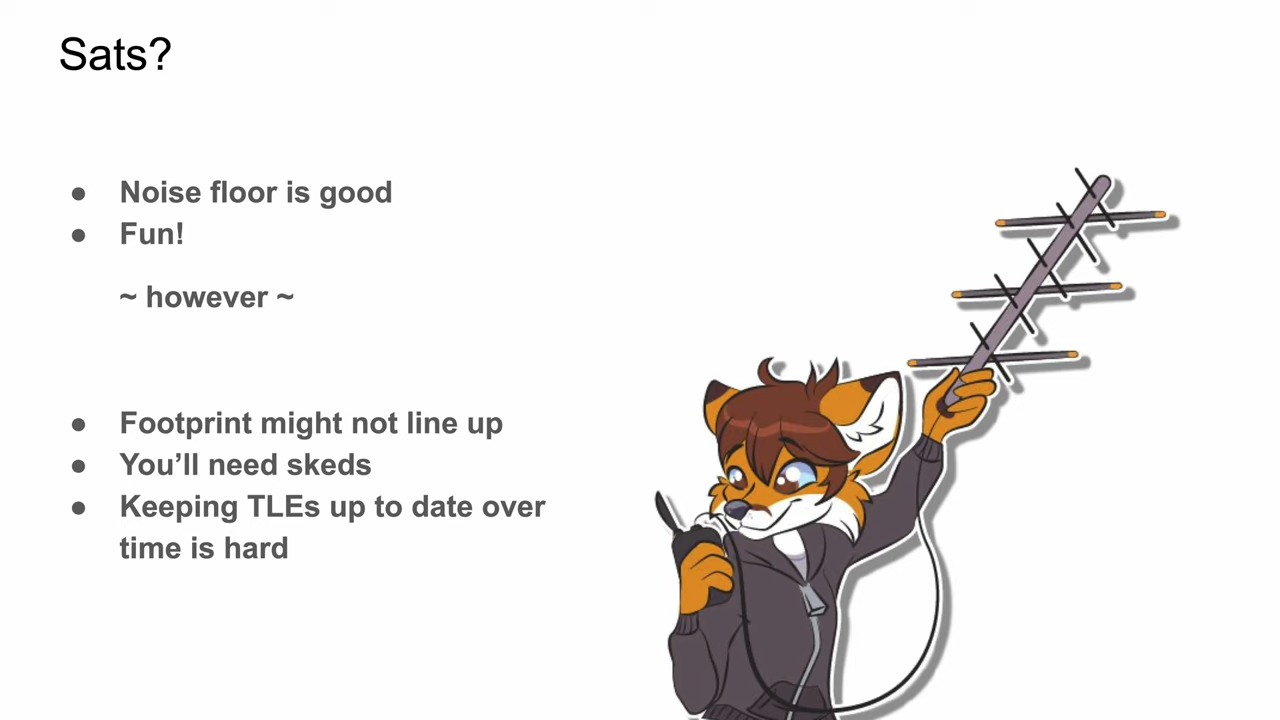 Sats?
● Noise floor is good
● Fun!
~ however ~
● Footprint might not line up
● You’ll need skeds
● Keeping TLEs up to date over
time is hard